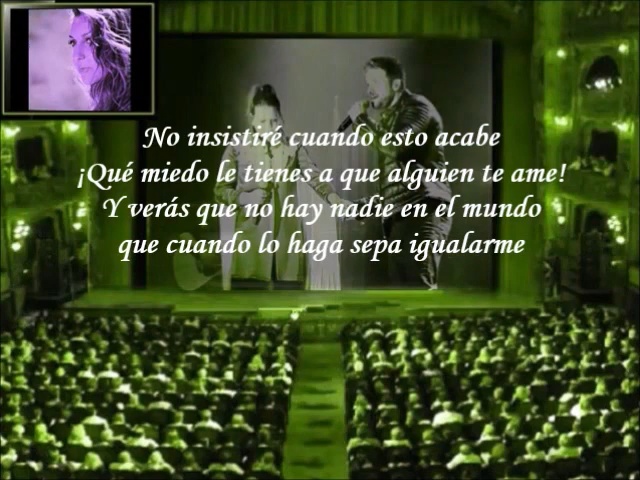 No insistiré cuando esto acabe
¡Qué miedo le tienes a que alguien te ame!
Y verás que no hay nadie en el mundo
que cuando lo haga sepa igualarme